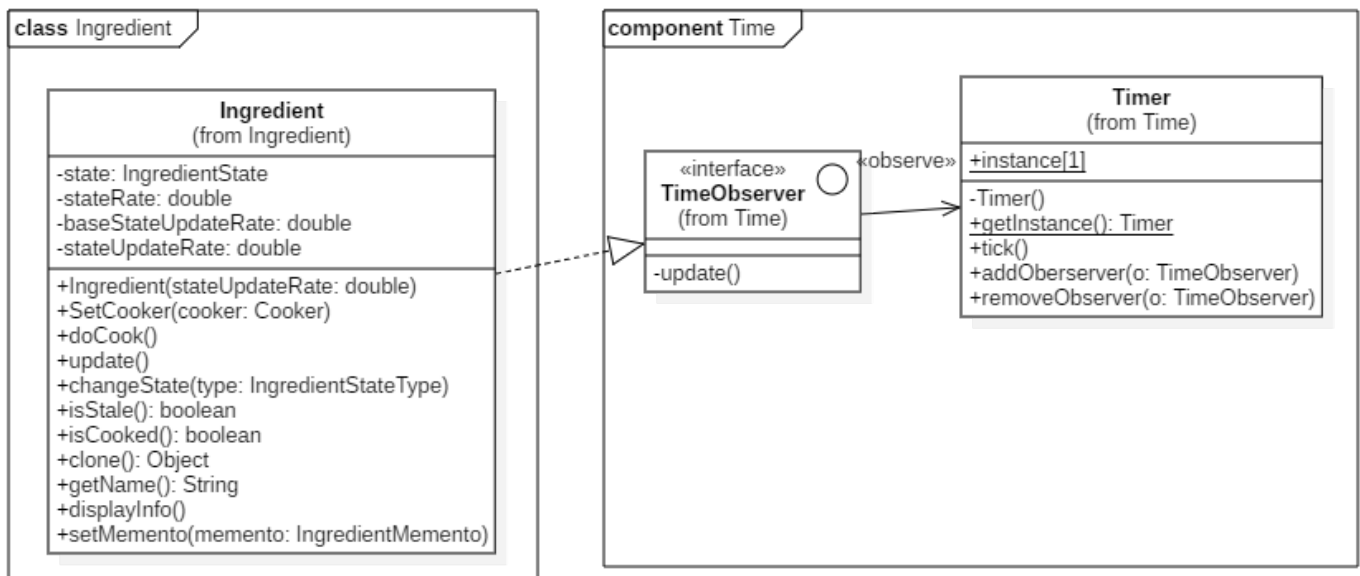 class Ingredient
Ingredient
(from Ingredient)
-state: IngredientState
-stateRate: double
-baseStateUpdateRate: double
-stateUpdateRate: double
+Ingredient(stateUpdateRate: double)
+SetCooker(cooker: Cooker)
+doCook()
+update()
+changeState(type: IngredientStateType)
+isStale(): boolean
+isCooked(): boolean
+clone(): Object
+getName(): String
+displayInfo()
+setMemento(memento: IngredientMemento)
component Time
«interface»
TimeObserver
(from Time)
-update()
«observe»
Timer
(from Time)
+instance[1]
-Timer()
+getInstance(): Timer
+tick()
+addOberserver(o: TimeObserver)
+removeObserver(o: TimeObserver)